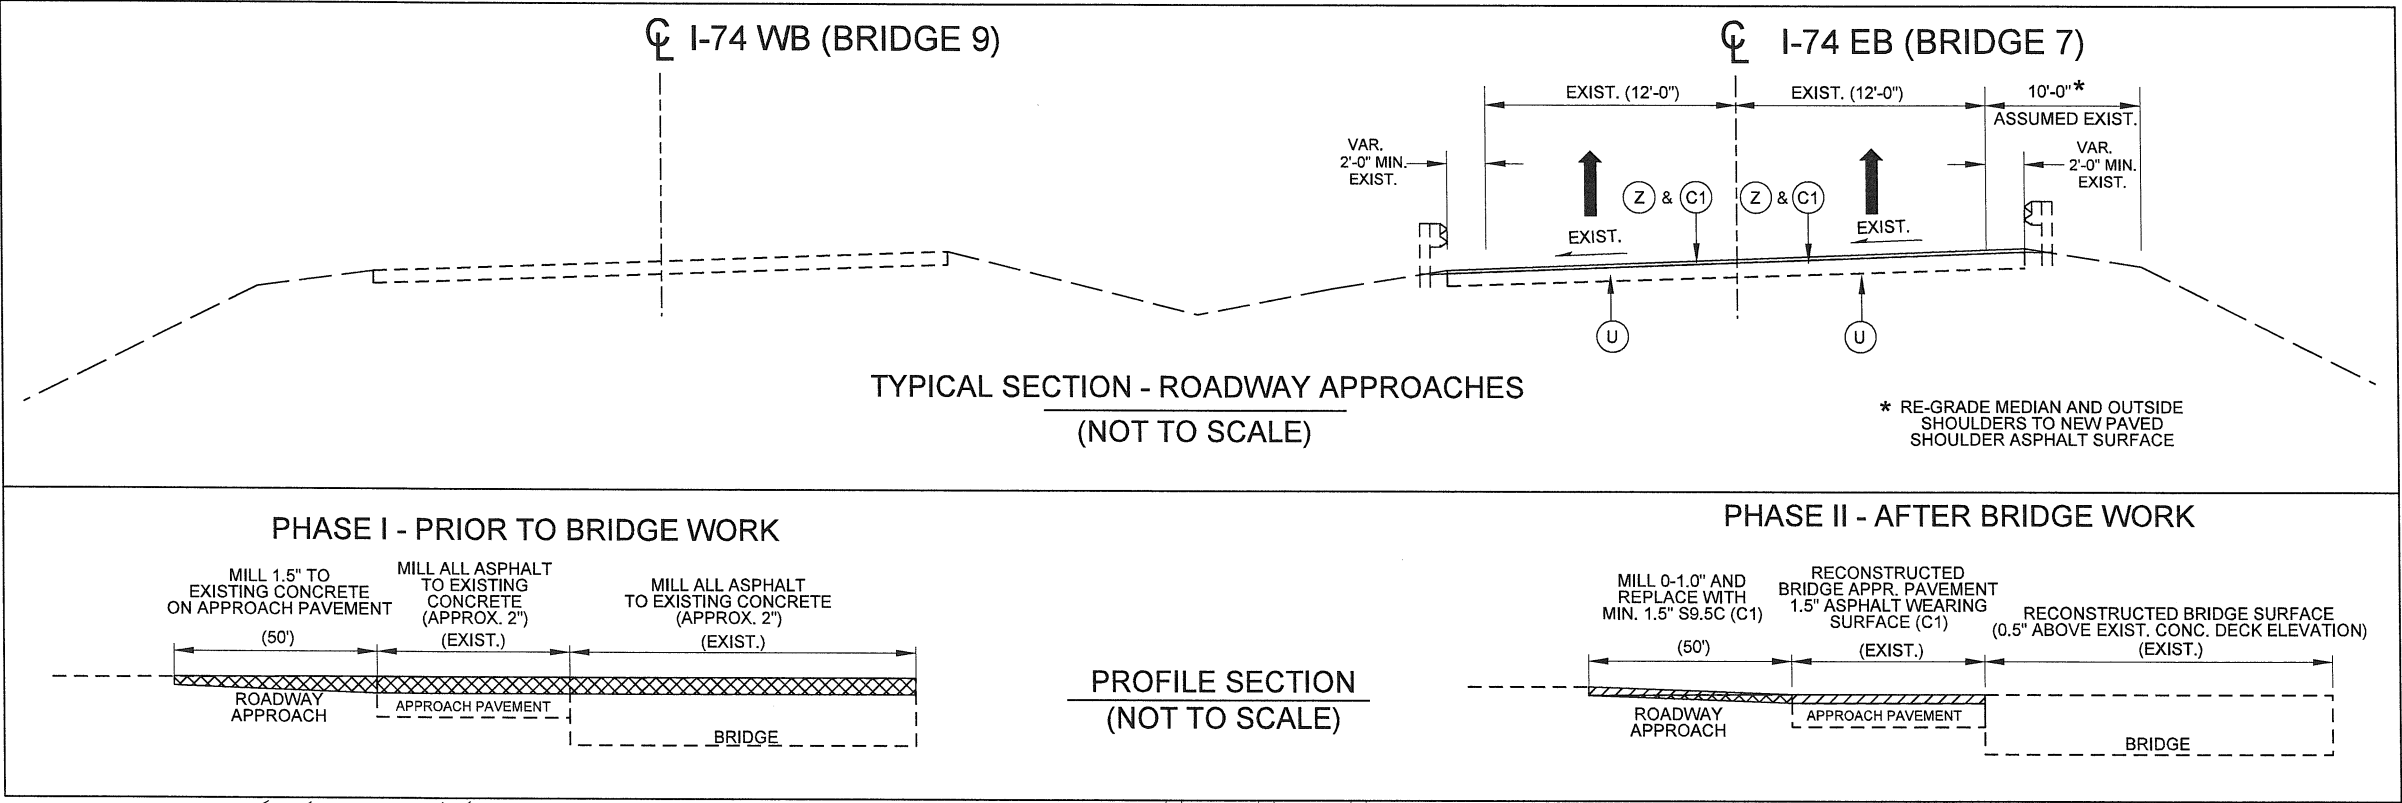 ℄ I-74 WB (BRIDGE 9)
℄ I-74 EB (BRIDGE 7)
EXIST. (12'-0")
EXIST. (12'-0")
10'-0"*
ASSUMED EXIST.
VAR.
2'-0" MIN.
EXIST.
VAR.
2'-0" MIN.
EXIST.
Z & C1
Z & C1
EXIST.
EXIST.
U
U
TYPICAL SECTION - ROADWAY APPROACHES
(NOT TO SCALE)
* RE-GRADE MEDIAN AND OUTSIDE
SHOULDERS TO NEW PAVED
SHOULDER ASPHALT SURFACE
PHASE I - PRIOR TO BRIDGE WORK
MILL 1.5" TO
EXISTING CONCRETE
ON APPROACH PAVEMENT
(50')
MILL ALL ASPHALT
TO EXISTING
CONCRETE
(APPROX. 2")
(EXIST.)
MILL ALL ASPHALT
TO EXISTING CONCRETE
(APPROX. 2")
(EXIST.)
ROADWAY
APPROACH
APPROACH PAVEMENT
BRIDGE
PROFILE SECTION
(NOT TO SCALE)
PHASE II - AFTER BRIDGE WORK
MILL 0-1.0" AND
REPLACE WITH
MIN. 1.5" S9.5C (C1)
(50')
RECONSTRUCTED
BRIDGE APPR. PAVEMENT
1.5" ASPHALT WEARING
SURFACE (C1)
(EXIST.)
RECONSTRUCTED BRIDGE SURFACE
(0.5" ABOVE EXIST. CONC. DECK ELEVATION)
(EXIST.)
ROADWAY
APPROACH
APPROACH PAVEMENT
BRIDGE